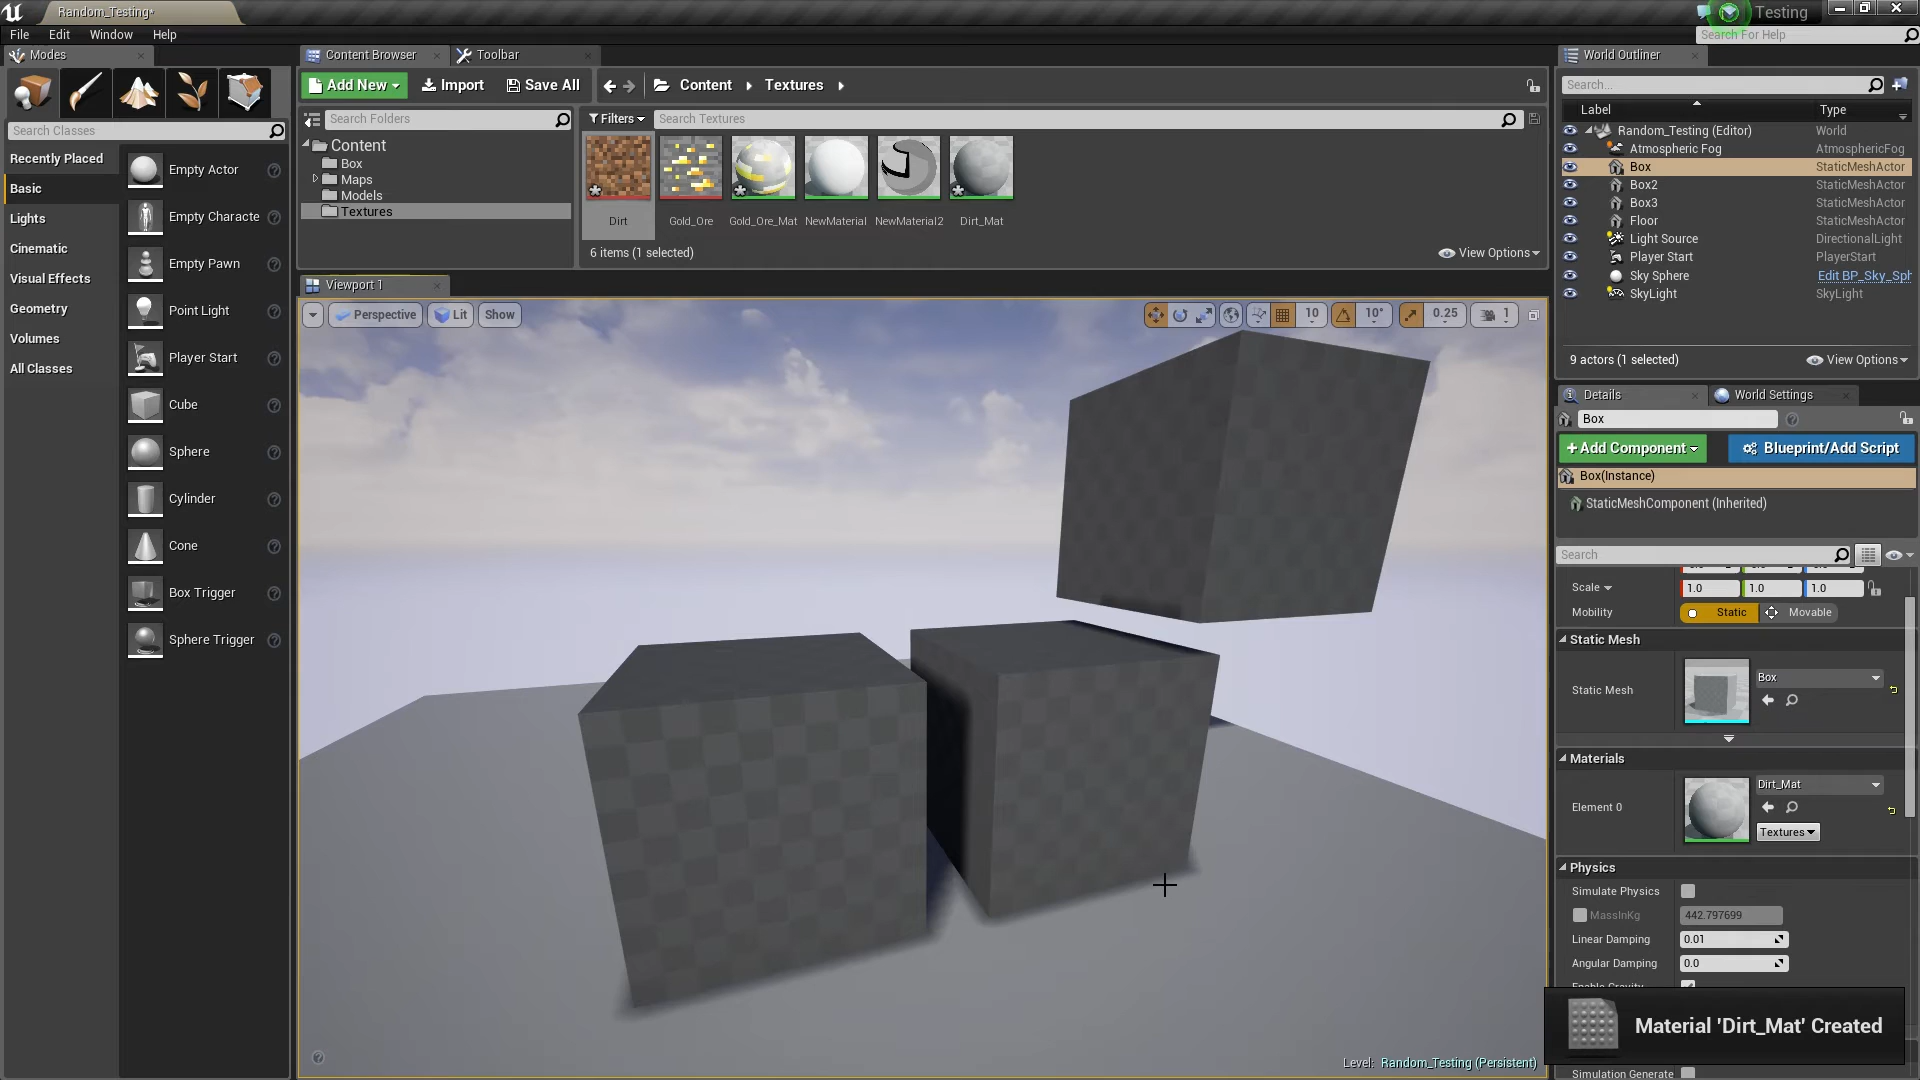 Random_Testing•
Testing
File Edit Window Help
Search For Help
Modes
Content Browser
Toolbar
World Outliner
Add New
Import
Save All
Content
Textures
Search...
Search Classes
Search Folders
Filters
Search Textures
Label
Type
Recently Placed
Basic
Lights
Cinematic
Visual Effects
Geometry
Volumes
All Classes
Empty Actor
Empty Characte
Empty Pawn
Point Light
Player Start
Cube
Sphere
Cylinder
Cone
Box Trigger
Sphere Trigger
Content
Box
Maps
Models
Textures
Dirt
Gold_Ore
Gold_Ore_Mat
NewMaterial
NewMaterial2
Dirt_Mat
6 items (1 selected)
View Options
Random_Testing (Editor) World
Atmospheric Fog AtmosphericFog
Box StaticMeshActor
Box2 StaticMeshActor
Box3 StaticMeshActor
Floor StaticMeshActor
Light Source DirectionalLight
Player Start PlayerStart
Sky Sphere Edit BP_Sky_Sph
SkyLight SkyLight
9 actors (1 selected)
View Options
Viewport 1
Perspective
Lit
Show
10
10°
0.25
1
Details
World Settings
Box
+Add Component
Blueprint/Add Script
Box(Instance)
StaticMeshComponent (Inherited)
Search
Scale 1.0 1.0 1.0
Mobility Static Movable
Static Mesh
Static Mesh
Box
Materials
Element 0
Dirt_Mat
Textures
Physics
Simulate Physics
MassInKg 442.797699
Linear Damping 0.01
Angular Damping 0.0
Material 'Dirt_Mat' Created
Simulation Generate
Level: Random_Testing (Persistent)